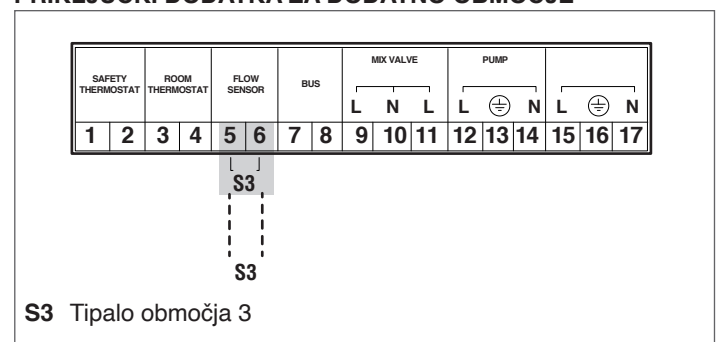 PRIKLJUČKI DODATKA ZA DODATNO OBMOČJE
SAFETY THERMOSTAT ROOM THERMOSTAT FLOW SENSOR BUS MIX VALVE PUMP
L N L L N L N
1 2 3 4 5 6 7 8 9 10 11 12 13 14 15 16 17
S3
S3
S3 Tipalo območja 3